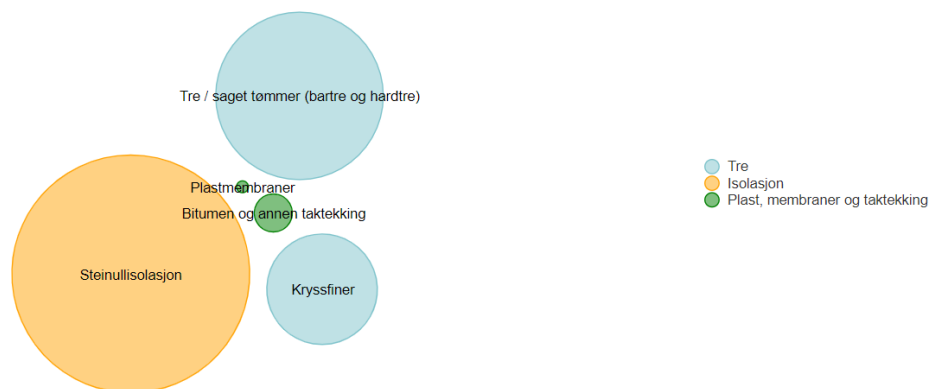 Tre / saget tømmer (bartre og hardtre)
Plastmembraner
Bitumen og annen taktekking
Steinullisolasjon
Kryssfiner
Tre
Isolasjon
Plast, membraner og taktekking